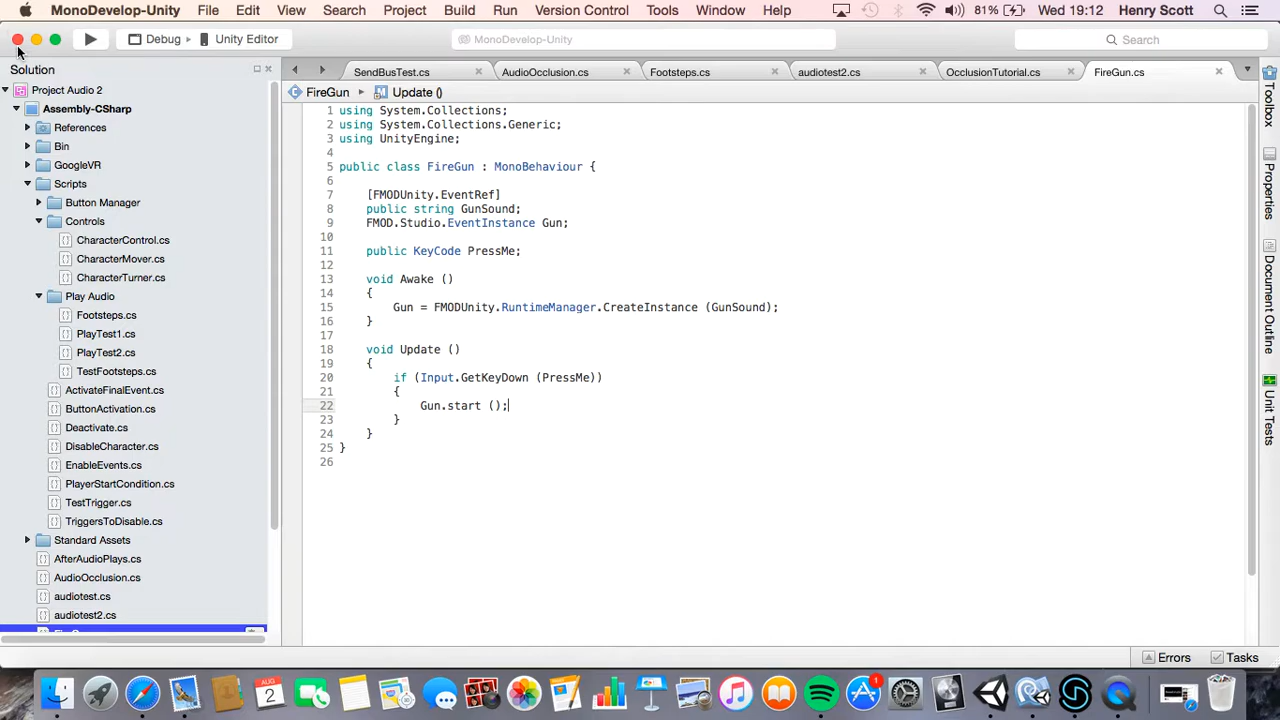 MonoDevelop-Unity File Edit View Search Project Build Run Version Control Tools Window Help 81% Wed 19:12 Henry Scott
Debug Unity Editor MonoDevelop-Unity Search
Solution
SendBusTest.cs AudioOcclusion.cs Footsteps.cs audiotest2.cs OcclusionTutorial.cs FireGun.cs
FireGun Update ()
Project Audio 2
Assembly-CSharp
References
Bin
GoogleVR
Scripts
Button Manager
Controls
CharacterControl.cs
CharacterMover.cs
CharacterTurner.cs
Play Audio
Footsteps.cs
PlayTest1.cs
PlayTest2.cs
TestFootsteps.cs
ActivateFinalEvent.cs
ButtonActivation.cs
Deactivate.cs
DisableCharacter.cs
EnableEvents.cs
PlayerStartCondition.cs
TestTrigger.cs
TriggersToDisable.cs
Standard Assets
AfterAudioPlays.cs
AudioOcclusion.cs
audiotest.cs
audiotest2.cs
1 using System.Collections;
2 using System.Collections.Generic;
3 using UnityEngine;
4
5 public class FireGun : MonoBehaviour {
6
7 [FMODUnity.EventRef]
8 public string GunSound;
9 FMOD.Studio.EventInstance Gun;
10
11 public KeyCode PressMe;
12
13 void Awake ()
14 {
15 Gun = FMODUnity.RuntimeManager.CreateInstance (GunSound);
16 }
17
18 void Update ()
19 {
20 if (Input.GetKeyDown (PressMe))
21 {
22 Gun.start ();
23 }
24 }
25 }
26
Toolbox
Properties
Document Outline
Unit Tests
Errors Tasks
2
1